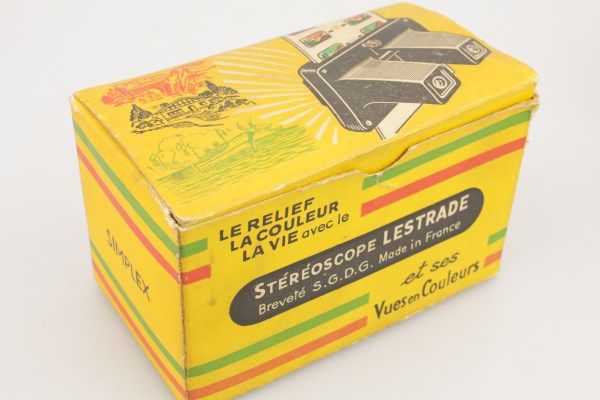 LE RELIEF
LA COULEUR
LA VIE avec le
STÉRÉOSCOPE LESTRADE
Breveté S.G.D.G. Made in France
et ses
Vues en Couleurs
SIMPLEX